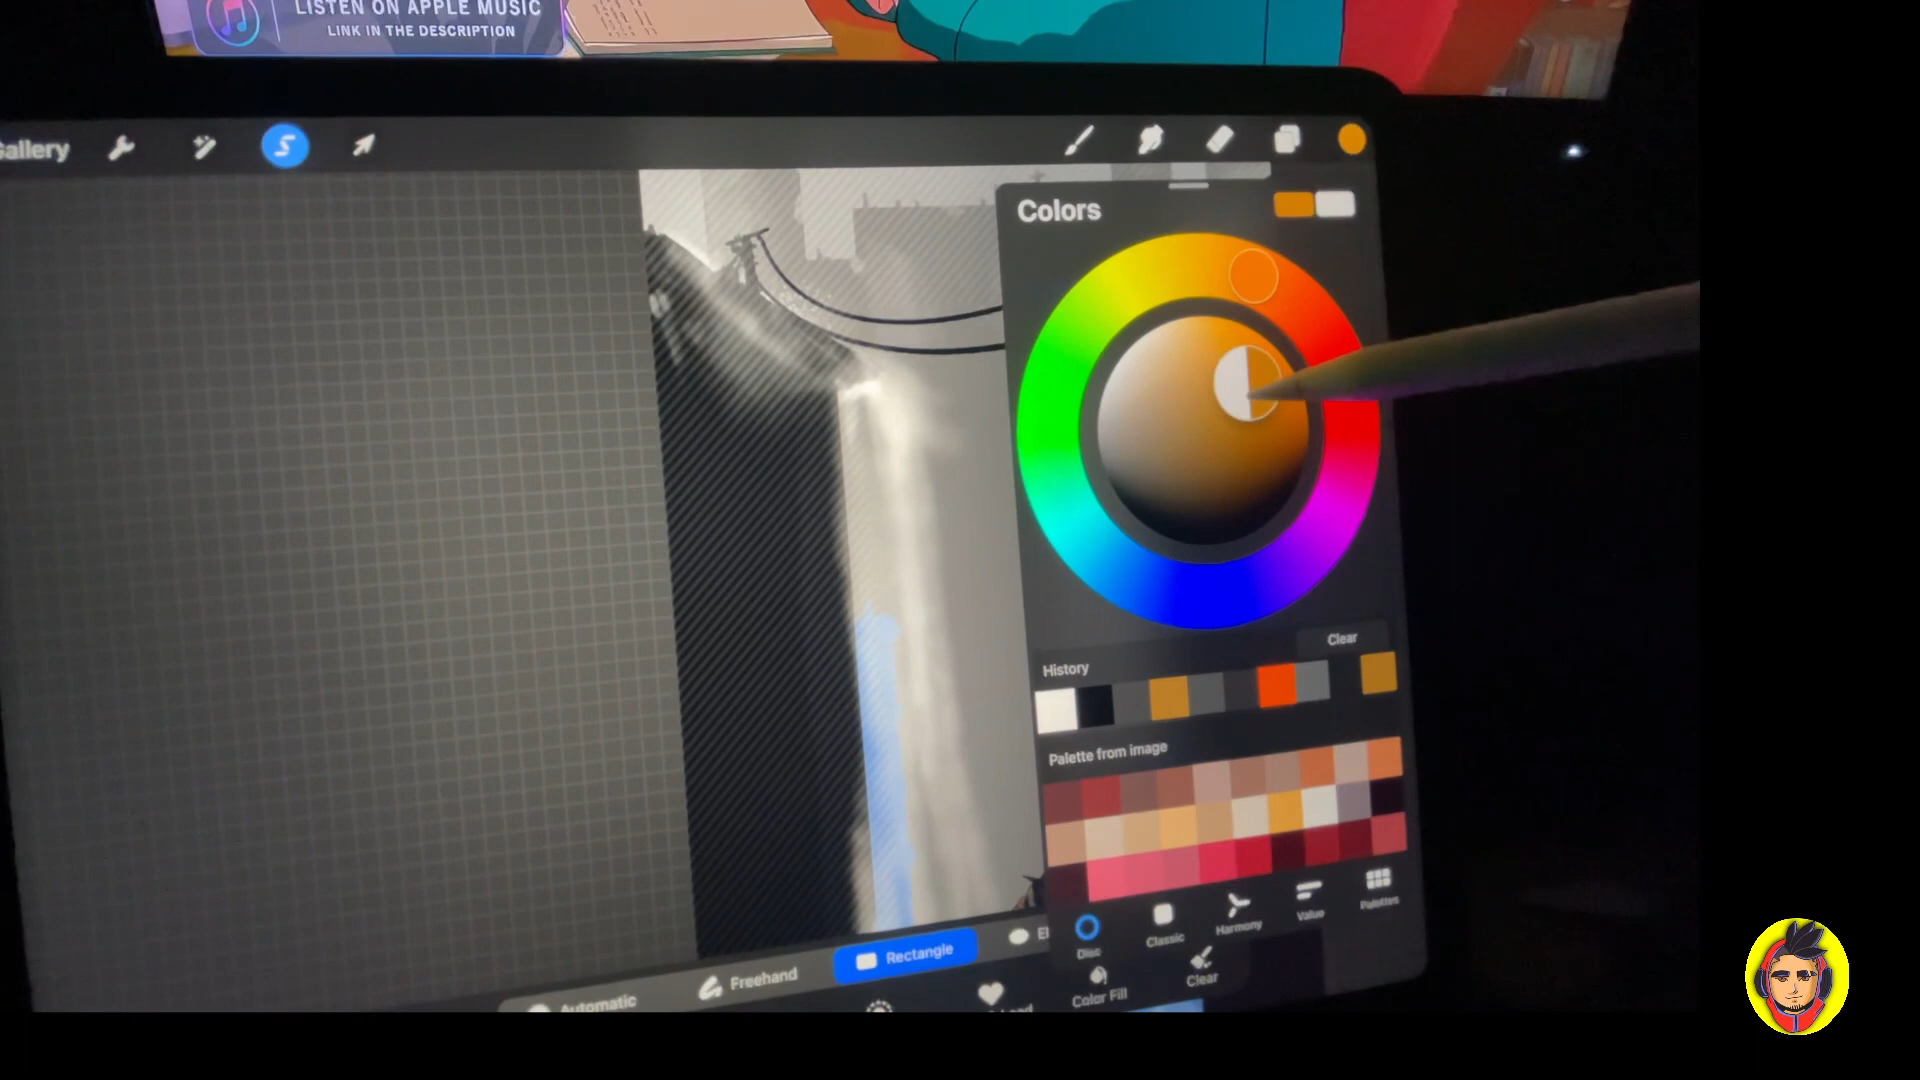 LISTEN ON APPLE MUSIC
LINK IN THE DESCRIPTION
Gallery
Colors
Clear
History
Palette from image
Disc
Classic
Harmony
Value
Palettes
Automatic
Freehand
Rectangle
Color Fill
Clear